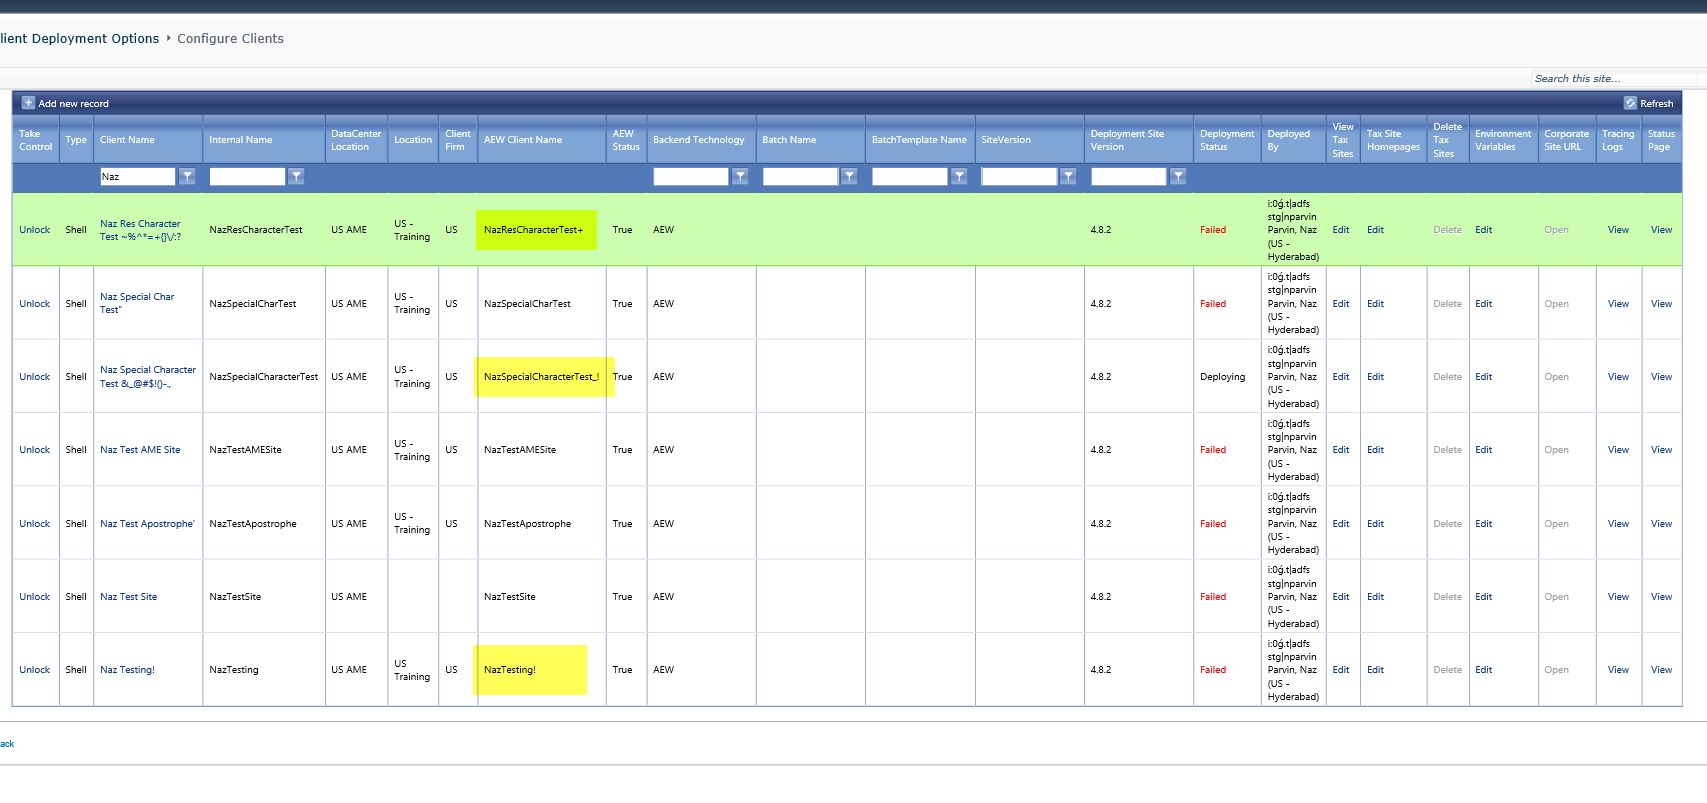 lient Deployment Options ‣ Configure Clients
Search this site...
Add new record Refresh
Take Control Type Client Name Internal Name DataCenter Location Location Client Firm AEW Client Name AEW Status Backend Technology Batch Name BatchTemplate Name SiteVersion Deployment Site Version Deployment Status Deployed By View Tax Sites Tax Site Homepages Delete Tax Sites Environment Variables Corporate Site URL Tracing Logs Status Page
Naz
Unlock Shell Naz Res Character Test ~%^*=+{}\/:? NazResCharacterTest US AME US - Training US NazResCharacterTest+ True AEW 4.8.2 Failed i:0ǵ.t|adfs stg|nparvin Parvin, Naz (US - Hyderabad) Edit Edit Delete Edit Open View View
Unlock Shell Naz Special Char Test" NazSpecialCharTest US AME US - Training US NazSpecialCharTest True AEW 4.8.2 Failed i:0ǵ.t|adfs stg|nparvin Parvin, Naz (US - Hyderabad) Edit Edit Delete Edit Open View View
Unlock Shell Naz Special Character Test &_@#$!()-., NazSpecialCharacterTest US AME US - Training US NazSpecialCharacterTest_! True AEW 4.8.2 Deploying i:0ǵ.t|adfs stg|nparvin Parvin, Naz (US - Hyderabad) Edit Edit Delete Edit Open View View
Unlock Shell Naz Test AME Site NazTestAMESite US AME US - Training US NazTestAMESite True AEW 4.8.2 Failed i:0ǵ.t|adfs stg|nparvin Parvin, Naz (US - Hyderabad) Edit Edit Delete Edit Open View View
Unlock Shell Naz Test Apostrophe' NazTestApostrophe US AME US - Training US NazTestApostrophe True AEW 4.8.2 Failed i:0ǵ.t|adfs stg|nparvin Parvin, Naz (US - Hyderabad) Edit Edit Delete Edit Open View View
Unlock Shell Naz Test Site NazTestSite US AME NazTestSite True AEW 4.8.2 Failed i:0ǵ.t|adfs stg|nparvin Parvin, Naz (US - Hyderabad) Edit Edit Delete Edit Open View View
Unlock Shell Naz Testing! NazTesting US AME US Training US NazTesting! True AEW 4.8.2 Failed i:0ǵ.t|adfs stg|nparvin Parvin, Naz (US - Hyderabad) Edit Edit Delete Edit Open View View
ack